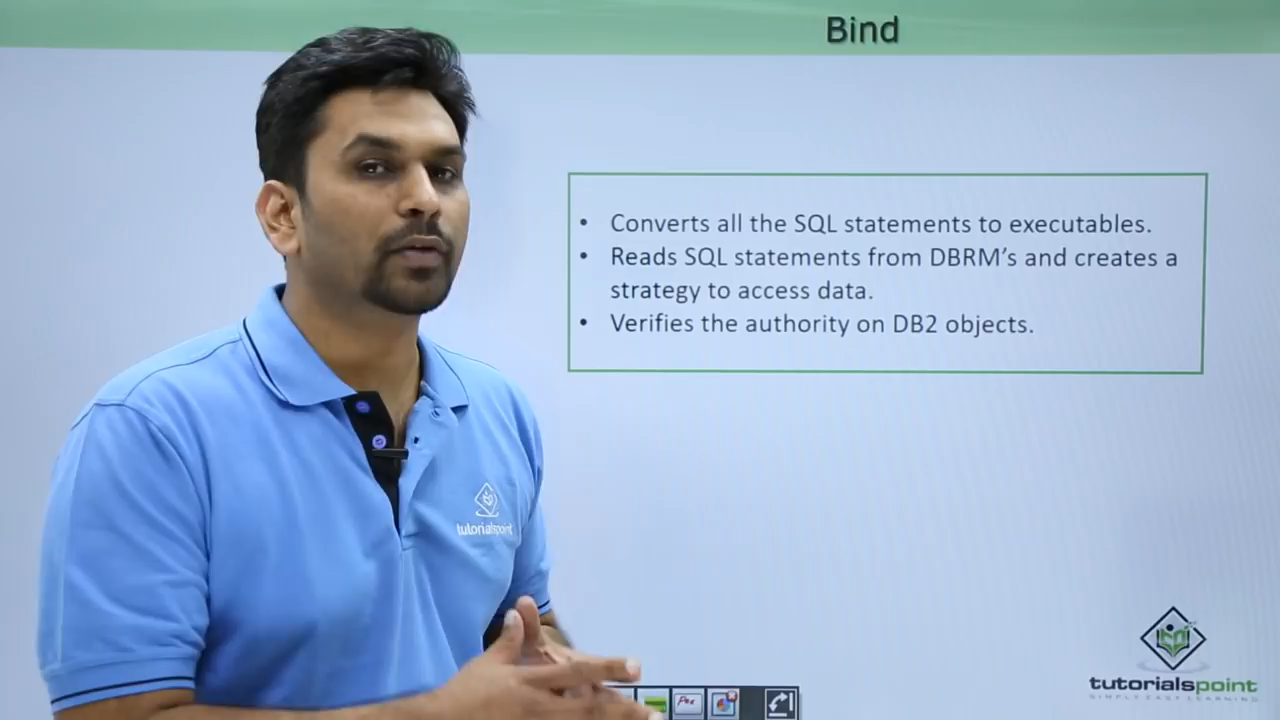 Bind
• Converts all the SQL statements to executables.
• Reads SQL statements from DBRM’s and creates a
strategy to access data.
• Verifies the authority on DB2 objects.
tutorialspoint
Pen
tutorialspoint
SIMPLY EASY LEARNING